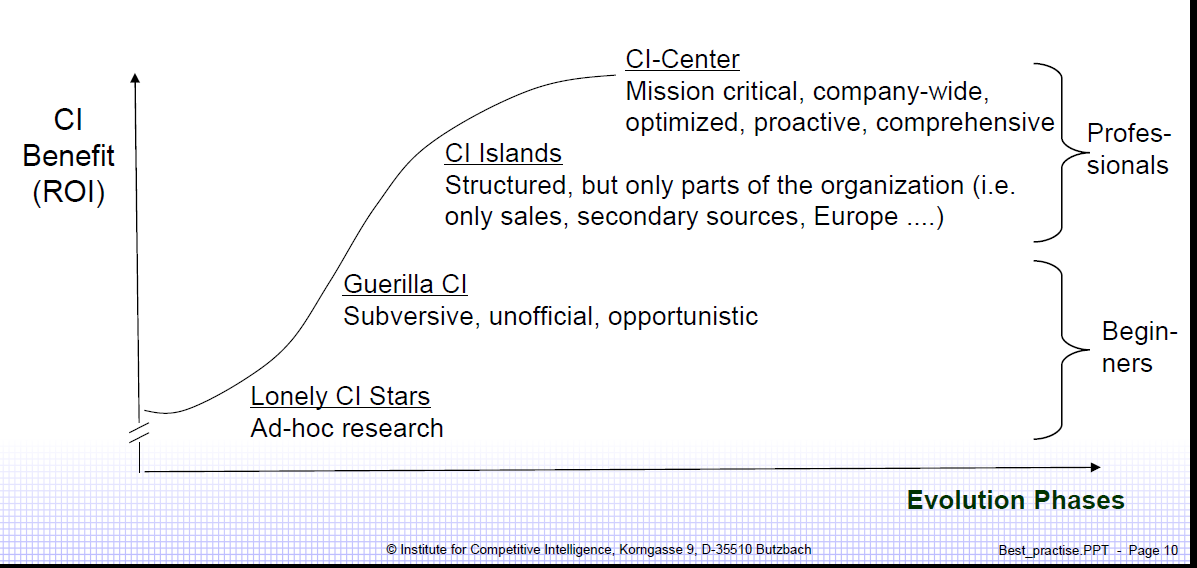 CI-Center
Mission critical, company-wide,
optimized, proactive, comprehensive
CI
Benefit
(ROI)
Profes-
sionals
CI Islands
Structured, but only parts of the organization (i.e.
only sales, secondary sources, Europe ....)
Guerilla CI
Subversive, unofficial, opportunistic
Begin-
ners
Lonely CI Stars
Ad-hoc research
Evolution Phases
© Institute for Competitive Intelligence, Korngasse 9, D-35510 Butzbach
Best_practise.PPT - Page 10